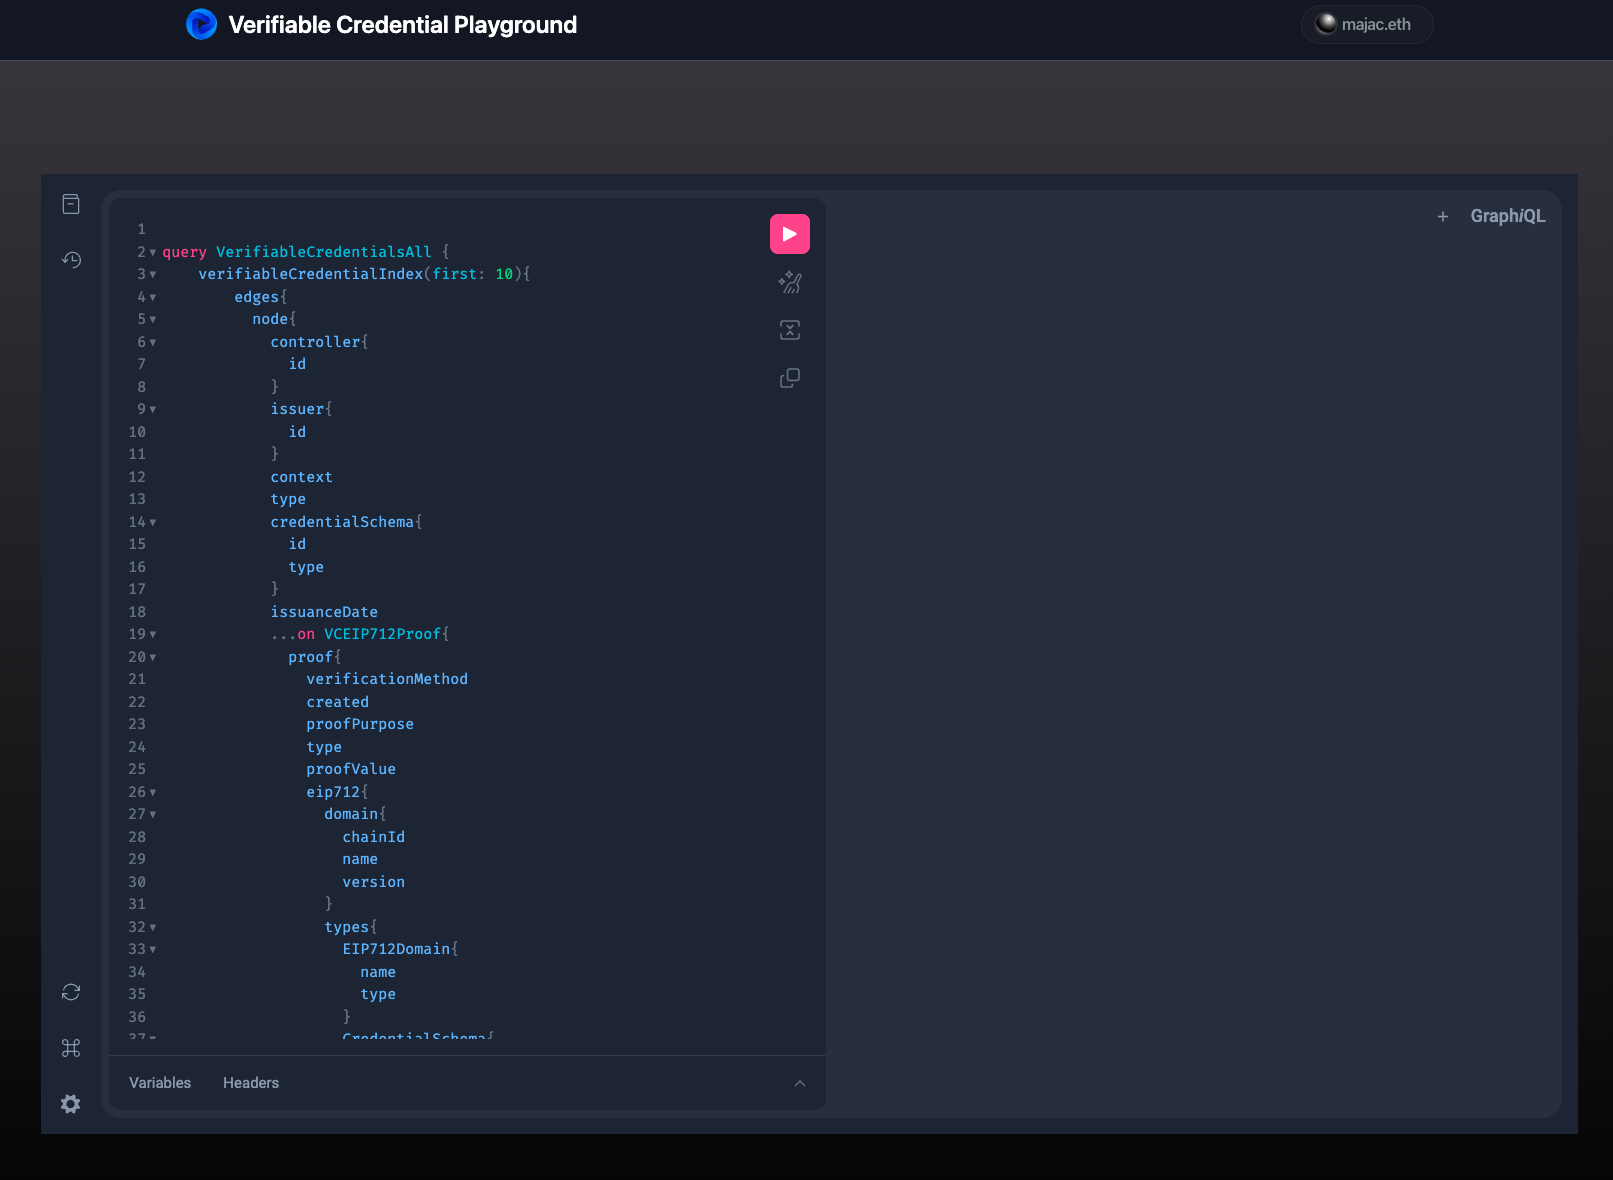 Verifiable Credential Playground
majac.eth
+ GraphiQL
1
2 query VerifiableCredentialsAll {
3 verifiableCredentialIndex(first: 10){
4 edges{
5 node{
6 controller{
7 id
8 }
9 issuer{
10 id
11 }
12 context
13 type
14 credentialSchema{
15 id
16 type
17 }
18 issuanceDate
19 ...on VCEIP712Proof{
20 proof{
21 verificationMethod
22 created
23 proofPurpose
24 type
25 proofValue
26 eip712{
27 domain{
28 chainId
29 name
30 version
31 }
32 types{
33 EIP712Domain{
34 name
35 type
36 }
37 CredentialSchema{
Variables Headers